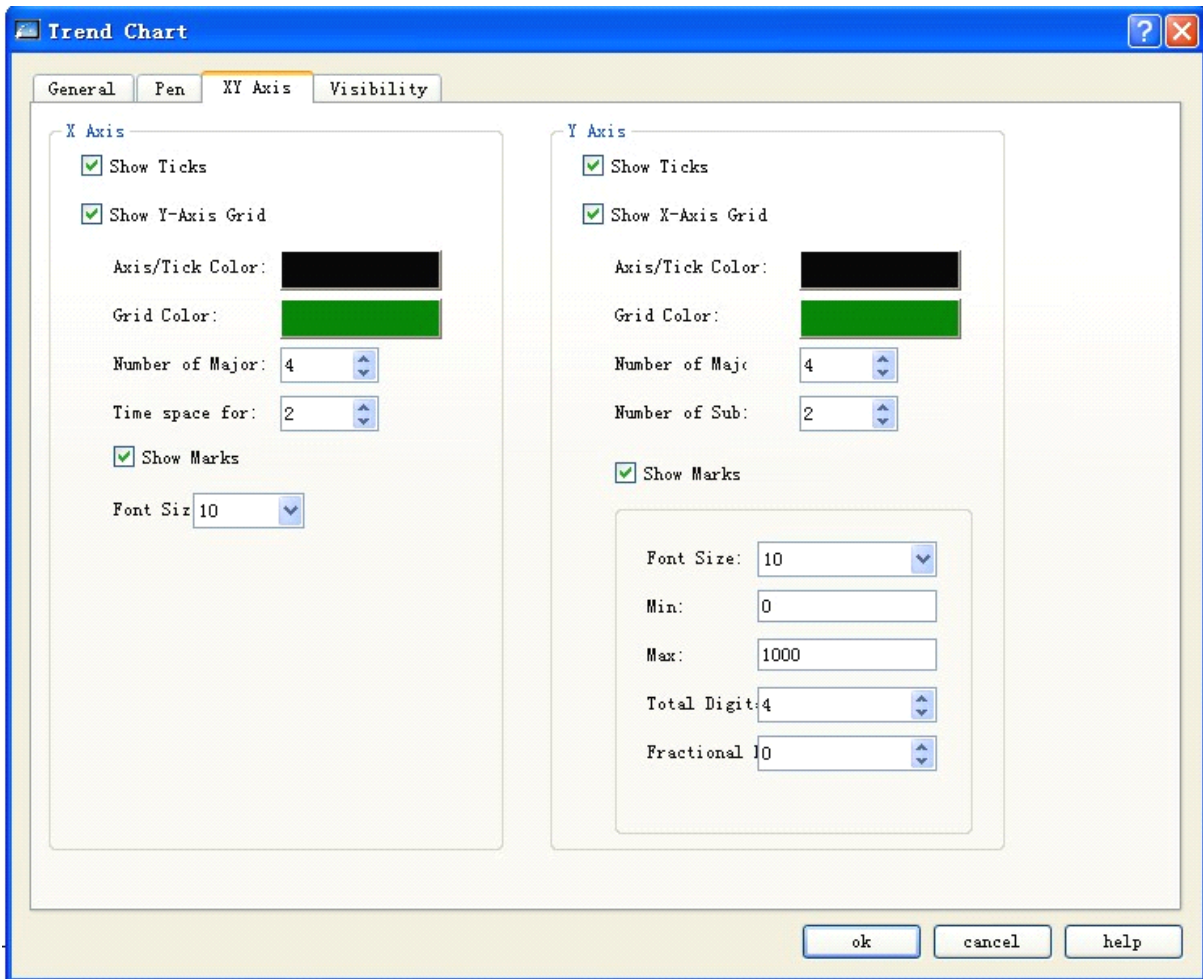 Trend Chart
General Pen XY Axis Visibility
X Axis
Show Ticks
Show Y-Axis Grid
Axis/Tick Color:
Grid Color:
Number of Major: 4
Time space for: 2
Show Marks
Font Siz 10
Y Axis
Show Ticks
Show X-Axis Grid
Axis/Tick Color:
Grid Color:
Number of Maj 4
Number of Sub: 2
Show Marks
Font Size: 10
Min: 0
Max: 1000
Total Digit 4
Fractional 0
ok cancel help